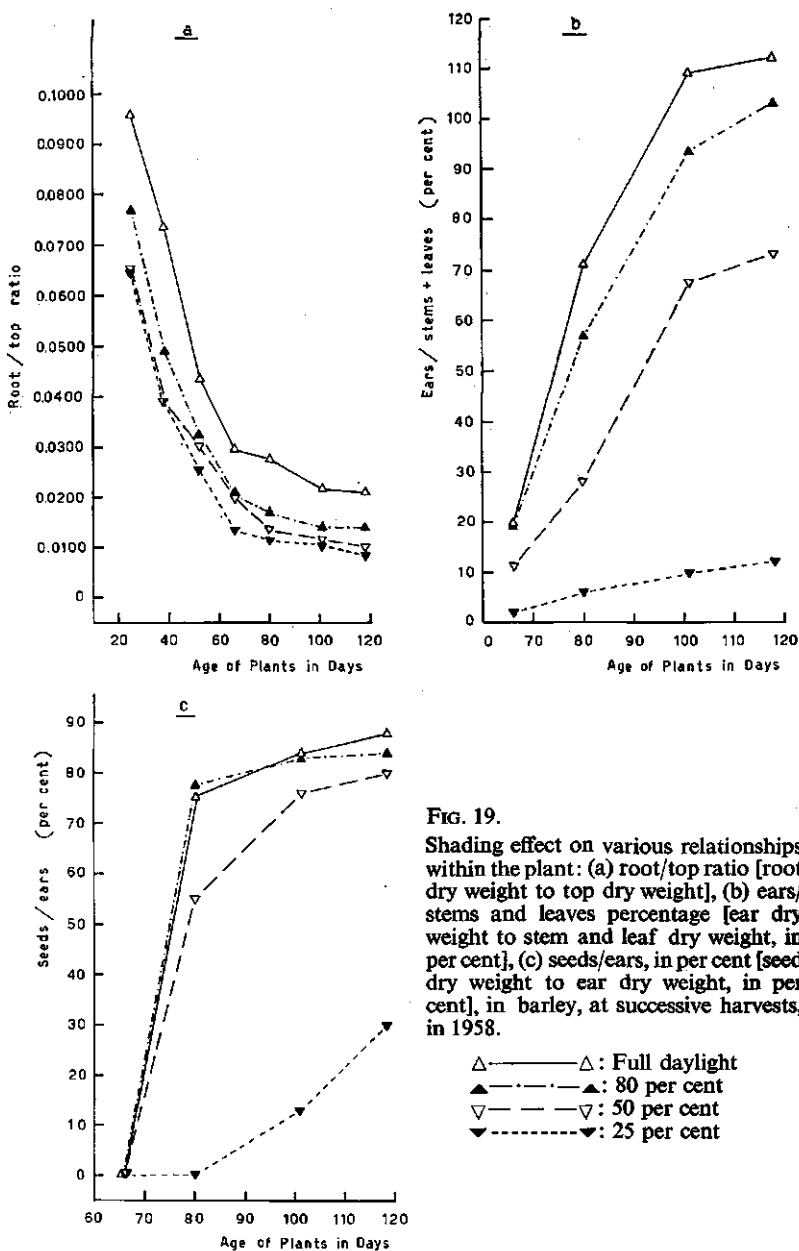 a
0.1000
0.0900
0.0800
0.0700
0.0600
0.0500
0.0400
0.0300
0.0200
0.0100
0
Root / top ratio
20 40 60 80 100 120
Age of Plants in Days
b
120
110
100
90
80
70
60
50
40
30
20
10
0
Ears / stems + leaves (per cent)
0 70 80 90 100 110 120
Age of Plants in Days
c
90
80
70
60
50
40
30
20
10
0
Seeds / ears (per cent)
60 70 80 90 100 110 120
Age of Plants in Days
FIG. 19.
Shading effect on various relationships
within the plant: (a) root/top ratio [root
dry weight to top dry weight], (b) ears/
stems and leaves percentage [ear dry
weight to stem and leaf dry weight, in
per cent], (c) seeds/ears, in per cent [seed
dry weight to ear dry weight, in per
cent], in barley, at successive harvests,
in 1958.
: Full daylight
: 80 per cent
: 50 per cent
: 25 per cent